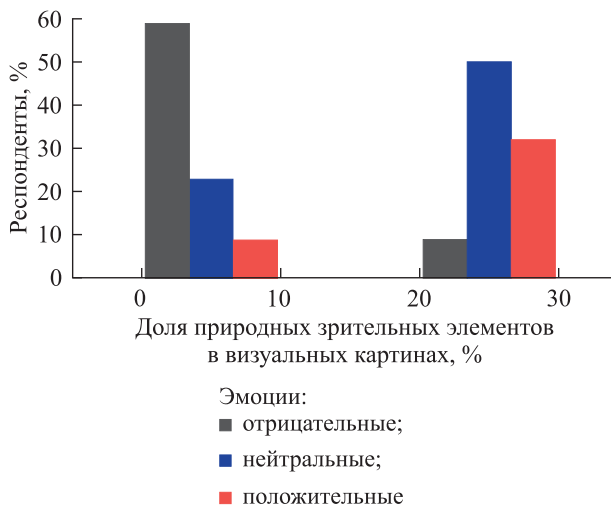 60
50
40
30
20
10
0
Респонденты, %
0 10 20 30
Доля природных зрительных элементов
в визуальных картинах, %
Эмоции:
отрицательные;
нейтральные;
положительные